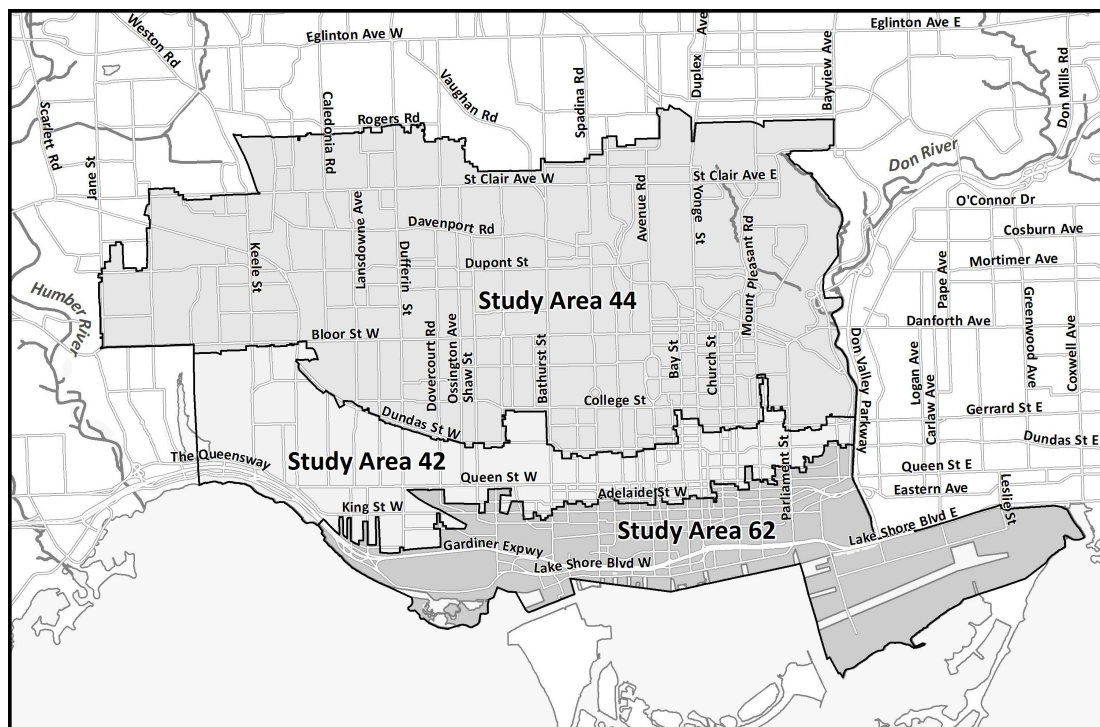 Eglinton Ave W
Eglinton Ave E
Weston Rd
Scarlett Rd
Jane St
Caledonia Rd
Rogers Rd
Vaughan Rd
Spadina Rd
Duplex Ave
Bayview Ave
Don Mills Rd
Don River
St Clair Ave W
St Clair Ave E
O'Connor Dr
Cosburn Ave
Mortimer Ave
Keele St
Lansdowne Ave
Davenport Rd
Dufferin St
Dupont St
Avenue Rd
Yonge St
Mount Pleasant Rd
Pape Ave
Greenwood Ave
Danforth Ave
Coxwell Ave
Humber River
Study Area 44
Bloor St W
Dovercourt Rd
Ossington Ave
Shaw St
Bathurst St
Bay St
Church St
Don Valley Parkway
Logan Ave
Carlaw Ave
College St
Gerrard St E
Dundas St W
Dundas St E
The Queensway
Study Area 42
Queen St W
Parliament St
Queen St E
Eastern Ave
Leslie St
Adelaide St W
King St W
Study Area 62
Gardiner Expwy
Lake Shore Blvd W
Lake Shore Blvd E